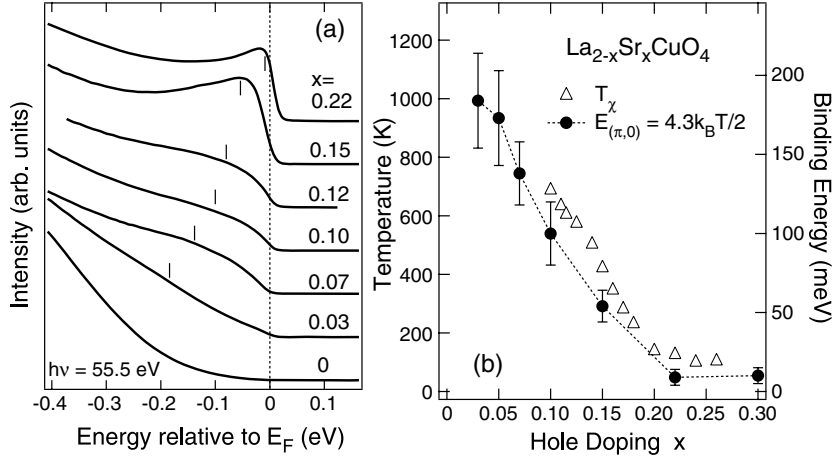 (a)
x=
0.22
0.15
0.12
0.10
0.07
0.03
0
hν = 55.5 eV
Intensity (arb. units)
-0.4 -0.3 -0.2 -0.1 0 0.1
Energy relative to E_F (eV)
La_{2-x}Sr_xCuO_4
T_χ
E_{(π,0)} = 4.3k_BT/2
(b)
Temperature (K)
1200
1000
800
600
400
200
0
Binding Energy (meV)
200
150
100
50
0
0 0.05 0.10 0.15 0.20 0.25 0.30
Hole Doping x